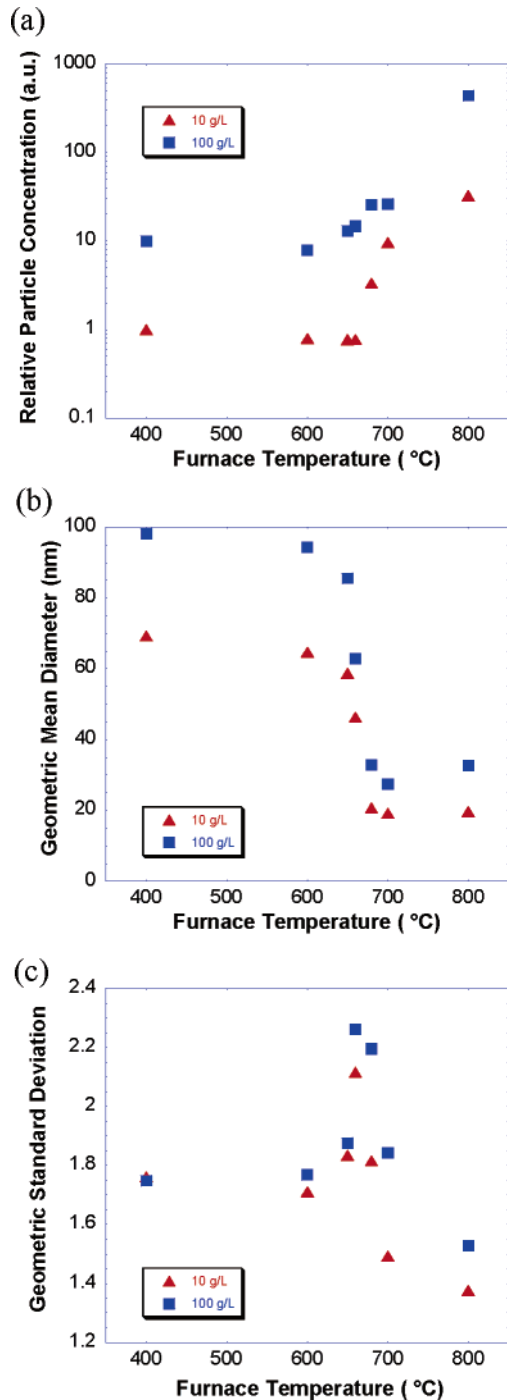 (a)
Relative Particle Concentration (a.u.)
1000
100
10
1
0.1
10 g/L
100 g/L
400 500 600 700 800
Furnace Temperature ( °C)
(b)
Geometric Mean Diameter (nm)
100
80
60
40
20
0
10 g/L
100 g/L
400 500 600 700 800
Furnace Temperature ( °C)
(c)
Geometric Standard Deviation
2.4
2.2
2
1.8
1.6
1.4
1.2
10 g/L
100 g/L
400 500 600 700 800
Furnace Temperature ( °C)